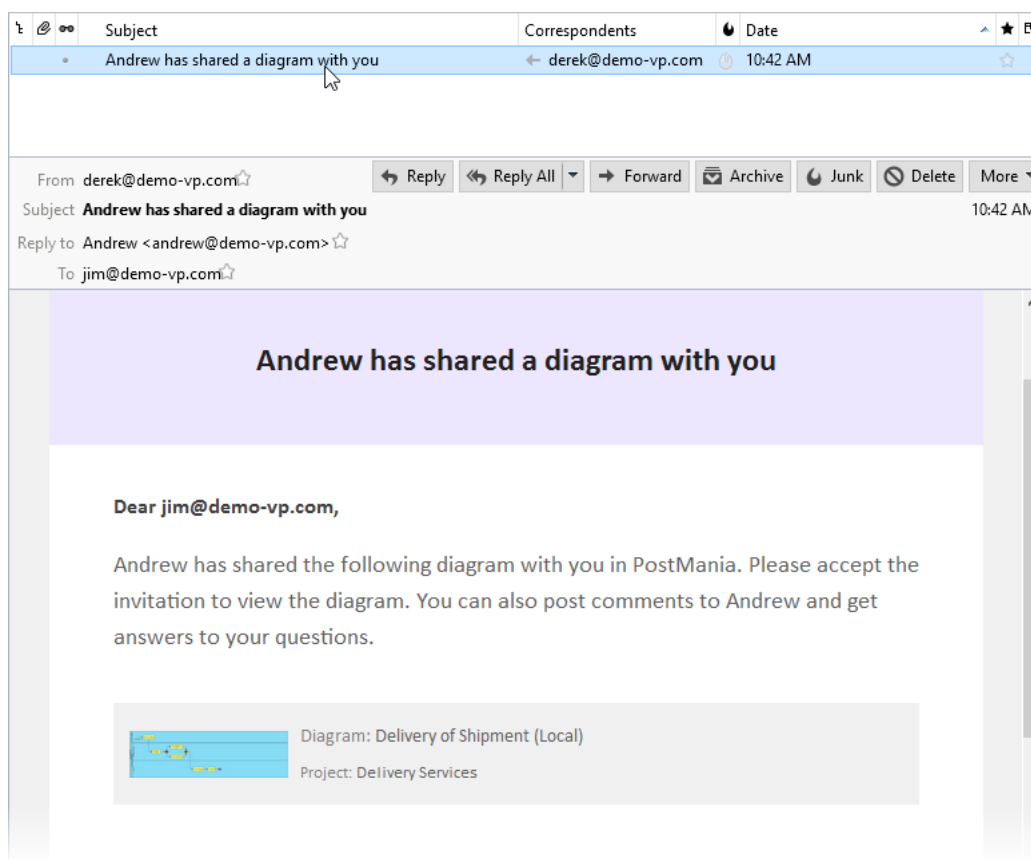 Subject Correspondents Date
Andrew has shared a diagram with you derek@demo-vp.com 10:42 AM
From derek@demo-vp.com Reply Reply All Forward Archive Junk Delete More
Subject Andrew has shared a diagram with you 10:42 AM
Reply to Andrew <andrew@demo-vp.com>
To jim@demo-vp.com
Andrew has shared a diagram with you
Dear jim@demo-vp.com,
Andrew has shared the following diagram with you in PostMania. Please accept the
invitation to view the diagram. You can also post comments to Andrew and get
answers to your questions.
Diagram: Delivery of Shipment (Local)
Project: Delivery Services